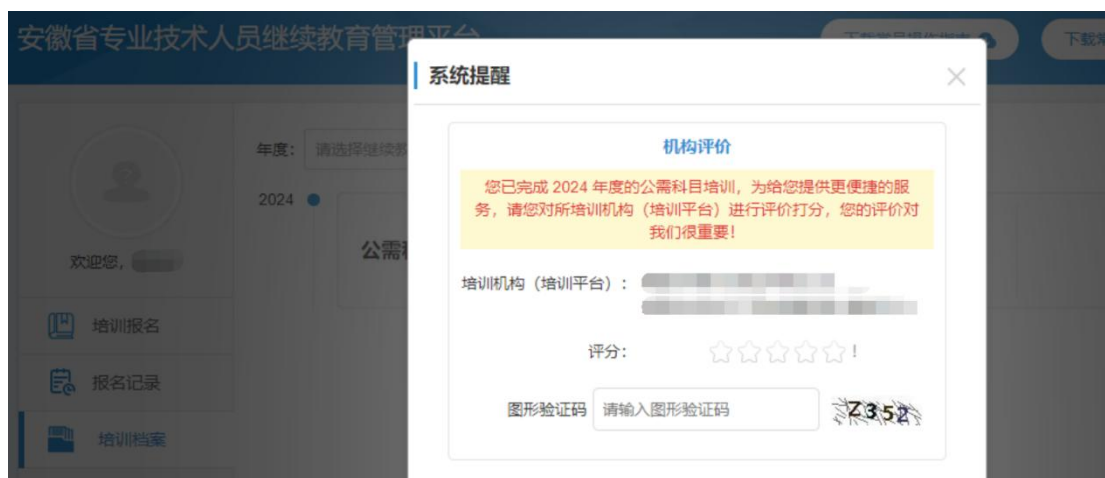 安徽省专业技术人员继续教育管理平台
系统提醒
年度：
机构评价
您已完成 2024 年度的公需科目培训，为给您提供更便捷的服
务，请您对所培训机构（培训平台）进行评价打分，您的评价对
我们很重要！
2024
公需
欢迎您，
培训机构（培训平台）：
培训报名
评分：
!
报名记录
图形验证码
请输入图形验证码
Z352
培训档案